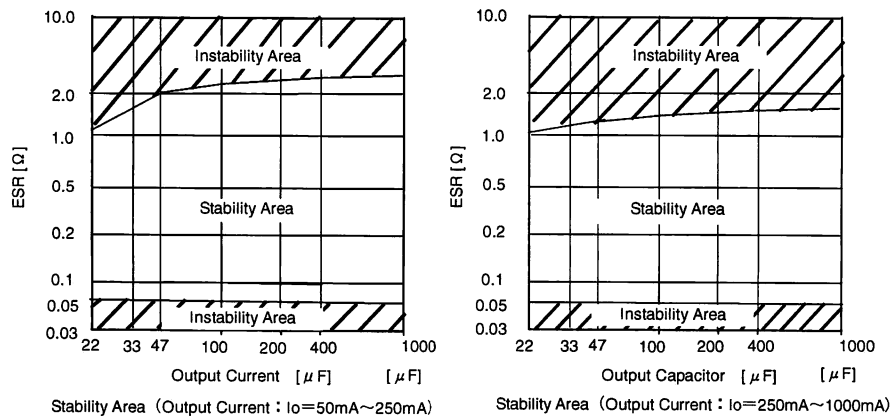 10.0
Instability Area
2.0
1.0
ESR [Ω]
0.5
Stability Area
0.2
0.1
0.05
Instability Area
0.03
22 33 47 100 200 400 1000
Output Current [ μF] [ μF]
Stability Area (Output Current : Io=50mA~250mA)
10.0
Instability Area
2.0
1.0
ESR [Ω]
0.5
Stability Area
0.2
0.1
0.05
Instability Area
0.03
22 33 47 100 200 400 1000
Output Capacitor [ μF] [ μF]
Stability Area (Output Current : Io=250mA~1000mA)